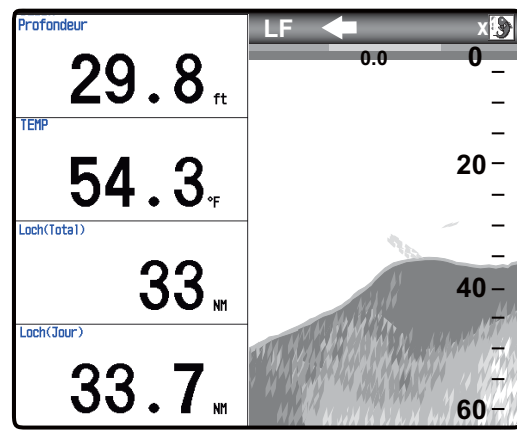 Profondeur
29.8 ft
TEMP
54.3 °F
Loch(Total)
33 NM
Loch(Jour)
33.7 NM
LF
0.0
0
20
40
60